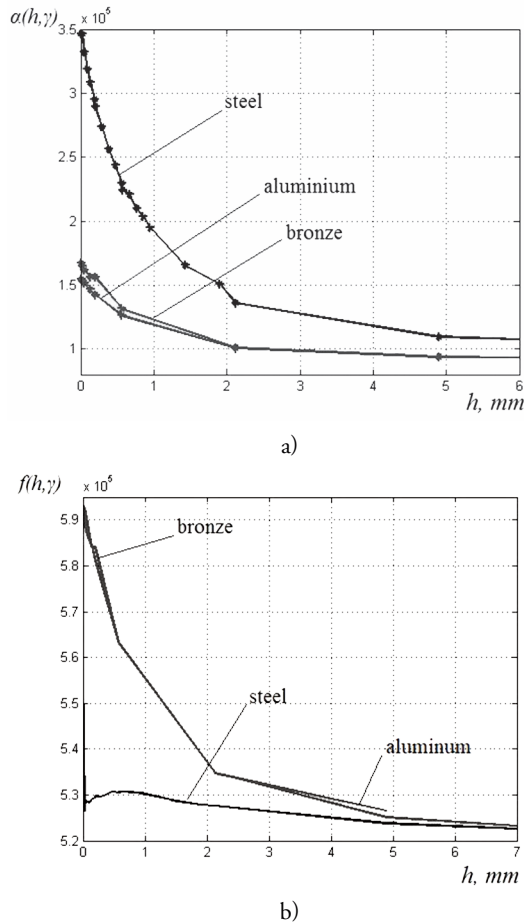 α(h,γ) × 10⁵
3.5
3
2.5
2
1.5
1
steel
aluminium
bronze
0 1 2 3 4 5 6
h, mm
a)
f(h,γ) × 10⁵
5.9
5.8
5.7
5.6
5.5
5.4
5.3
5.2
bronze
steel
aluminum
0 1 2 3 4 5 6 7
h, mm
b)